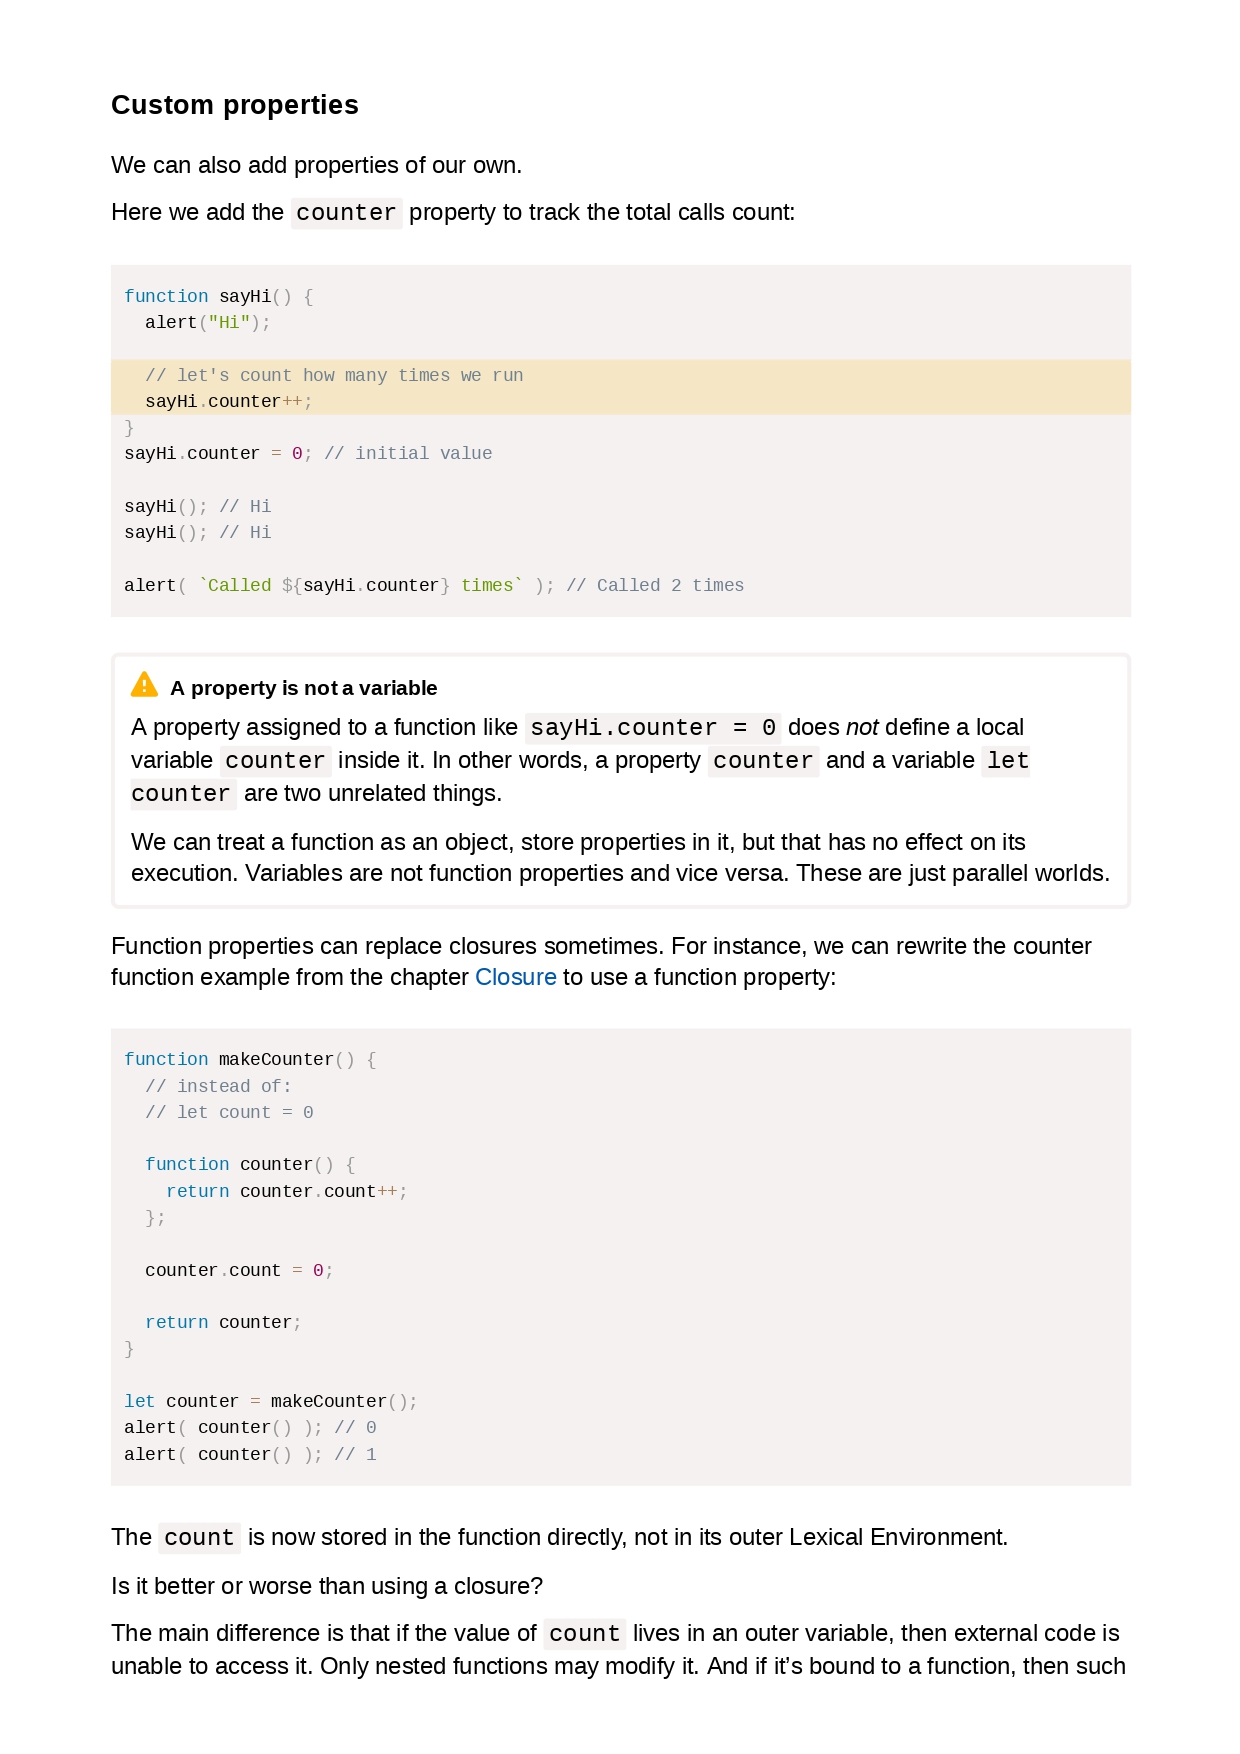 Custom properties
We can also add properties of our own.
Here we add the counter property to track the total calls count:
function sayHi() {
  alert("Hi");
  // let's count how many times we run
  sayHi.counter++;
}
sayHi.counter = 0; // initial value
sayHi(); // Hi
sayHi(); // Hi
alert( `Called ${sayHi.counter} times` ); // Called 2 times
A property is not a variable
A property assigned to a function like sayHi.counter = 0 does not define a local
variable counter inside it. In other words, a property counter and a variable let
counter are two unrelated things.
We can treat a function as an object, store properties in it, but that has no effect on its
execution. Variables are not function properties and vice versa. These are just parallel worlds.
Function properties can replace closures sometimes. For instance, we can rewrite the counter
function example from the chapter Closure to use a function property:
function makeCounter() {
  // instead of:
  // let count = 0
  function counter() {
    return counter.count++;
  };
  counter.count = 0;
  return counter;
}
let counter = makeCounter();
alert( counter() ); // 0
alert( counter() ); // 1
The count is now stored in the function directly, not in its outer Lexical Environment.
Is it better or worse than using a closure?
The main difference is that if the value of count lives in an outer variable, then external code is
unable to access it. Only nested functions may modify it. And if it’s bound to a function, then such